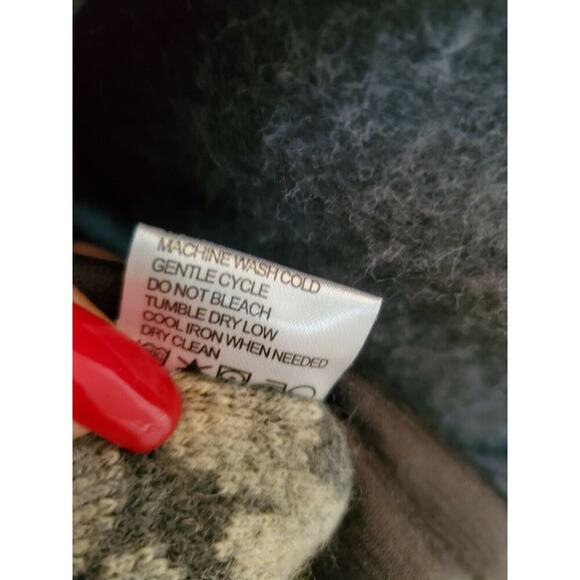 MACHINE WASH COLD
GENTLE CYCLE
DO NOT BLEACH
TUMBLE DRY LOW
COOL IRON WHEN NEEDED
DRY CLEAN